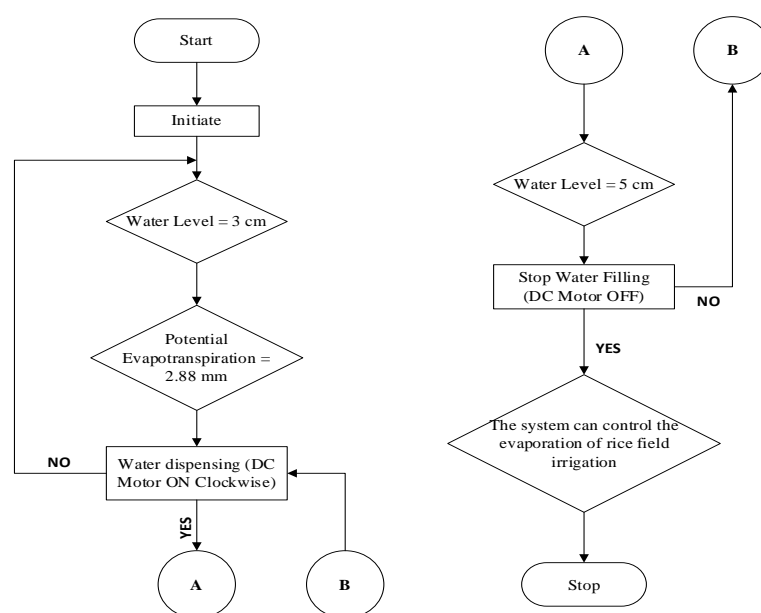 Start
Initiate
Water Level = 3 cm
Potential
Evapotranspiration =
2.88 mm
Water dispensing (DC
Motor ON Clockwise)
NO
YES
A
B
A
B
Water Level = 5 cm
Stop Water Filling
(DC Motor OFF)
NO
YES
The system can control the
evaporation of rice field
irrigation
Stop